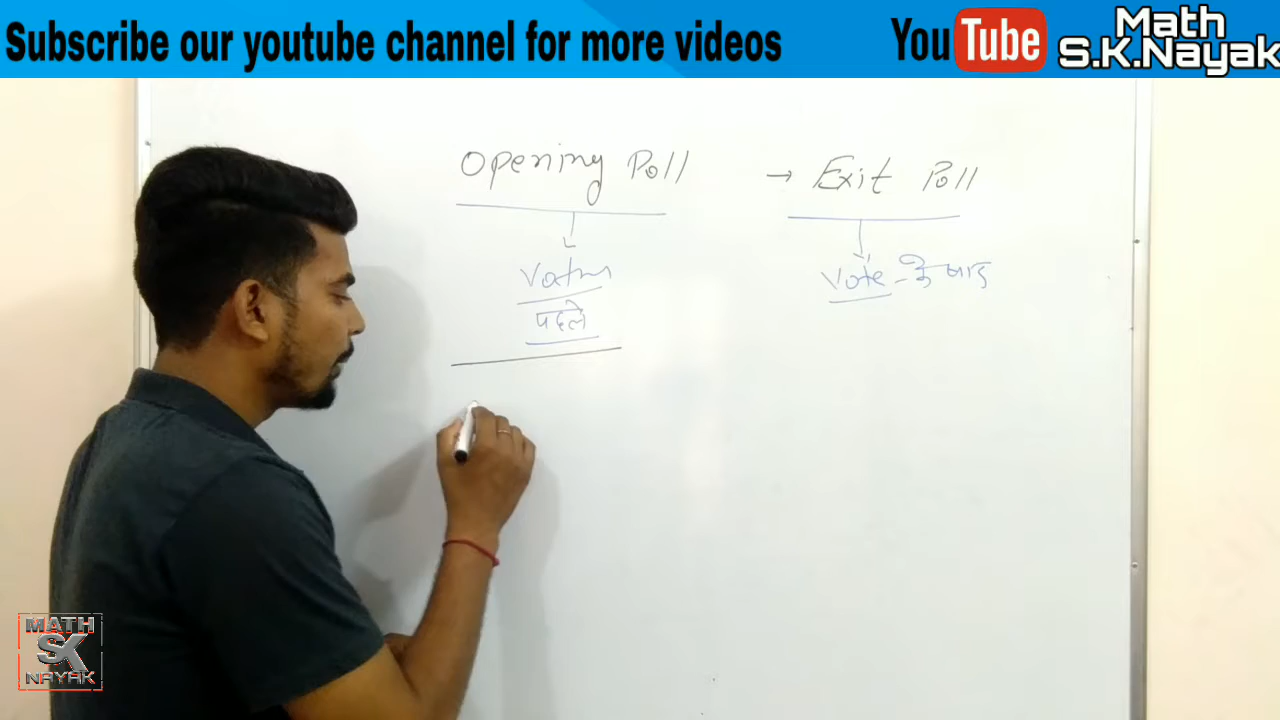 Subscribe our youtube channel for more videos
YouTube
Math
S.K.Nayak
Opening Poll → Exit Poll
Vote - के बाद
पहले
MATH
SK
NAYAK